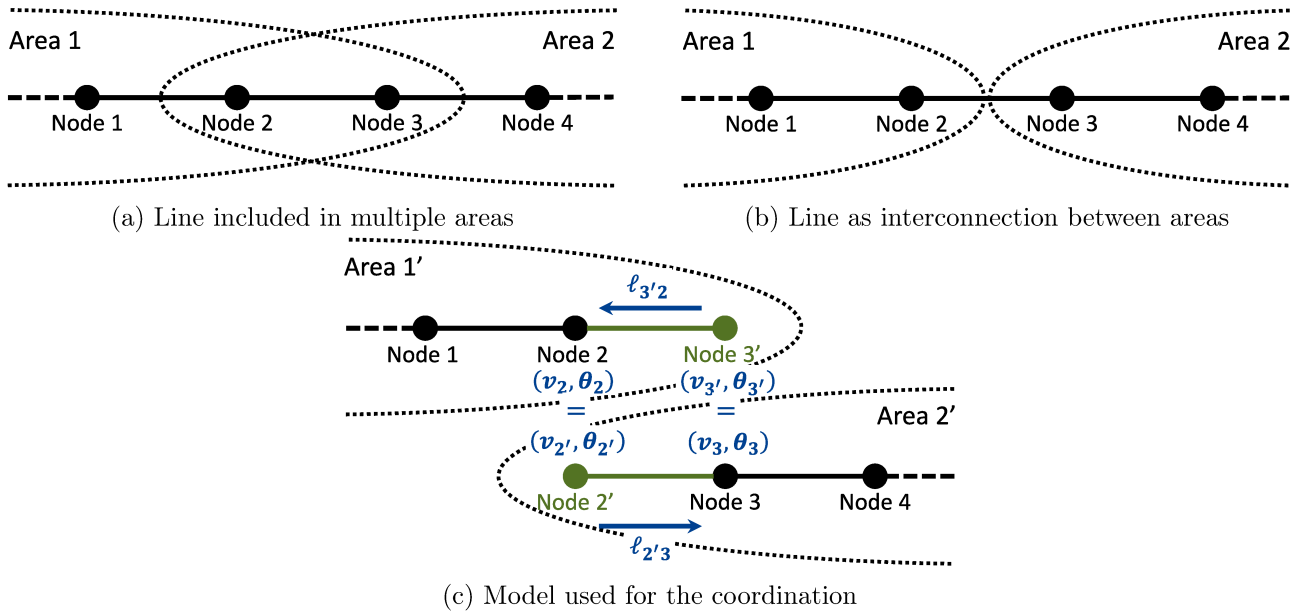 Area 1
Area 2
Node 1
Node 2
Node 3
Node 4
(a) Line included in multiple areas
Area 1
Area 2
Node 1
Node 2
Node 3
Node 4
(b) Line as interconnection between areas
Area 1′
ℓ3′2
Node 1
Node 2
Node 3′
(v2, θ2)
(v3′, θ3′)
=
=
Area 2′
(v2′, θ2′)
(v3, θ3)
Node 2′
Node 3
Node 4
ℓ2′3
(c) Model used for the coordination